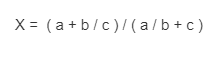 X = ( a + b / c ) / ( a / b + c )